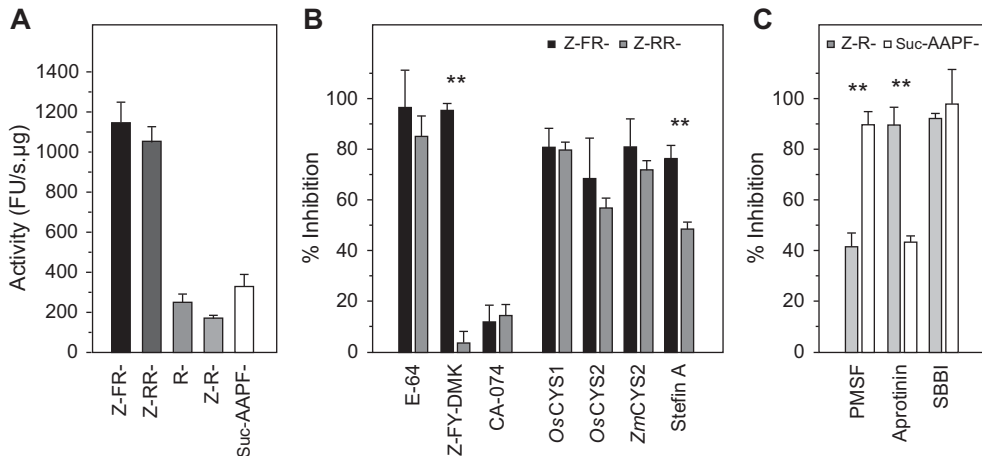 A
Activity (FU/s.µg)
1400
1200
1000
800
600
400
200
0
Z-FR-
Z-RR-
R-
Z-R-
Suc-AAPF-
B
Z-FR- Z-RR-
% Inhibition
100
80
60
40
20
0
**
**
E-64
Z-FY-DMK
CA-074
OsCYS1
OsCYS2
ZmCYS2
Stefin A
C
Z-R- Suc-AAPF-
% Inhibition
100
80
60
40
20
0
** **
PMSF
Aprotinin
SBBI